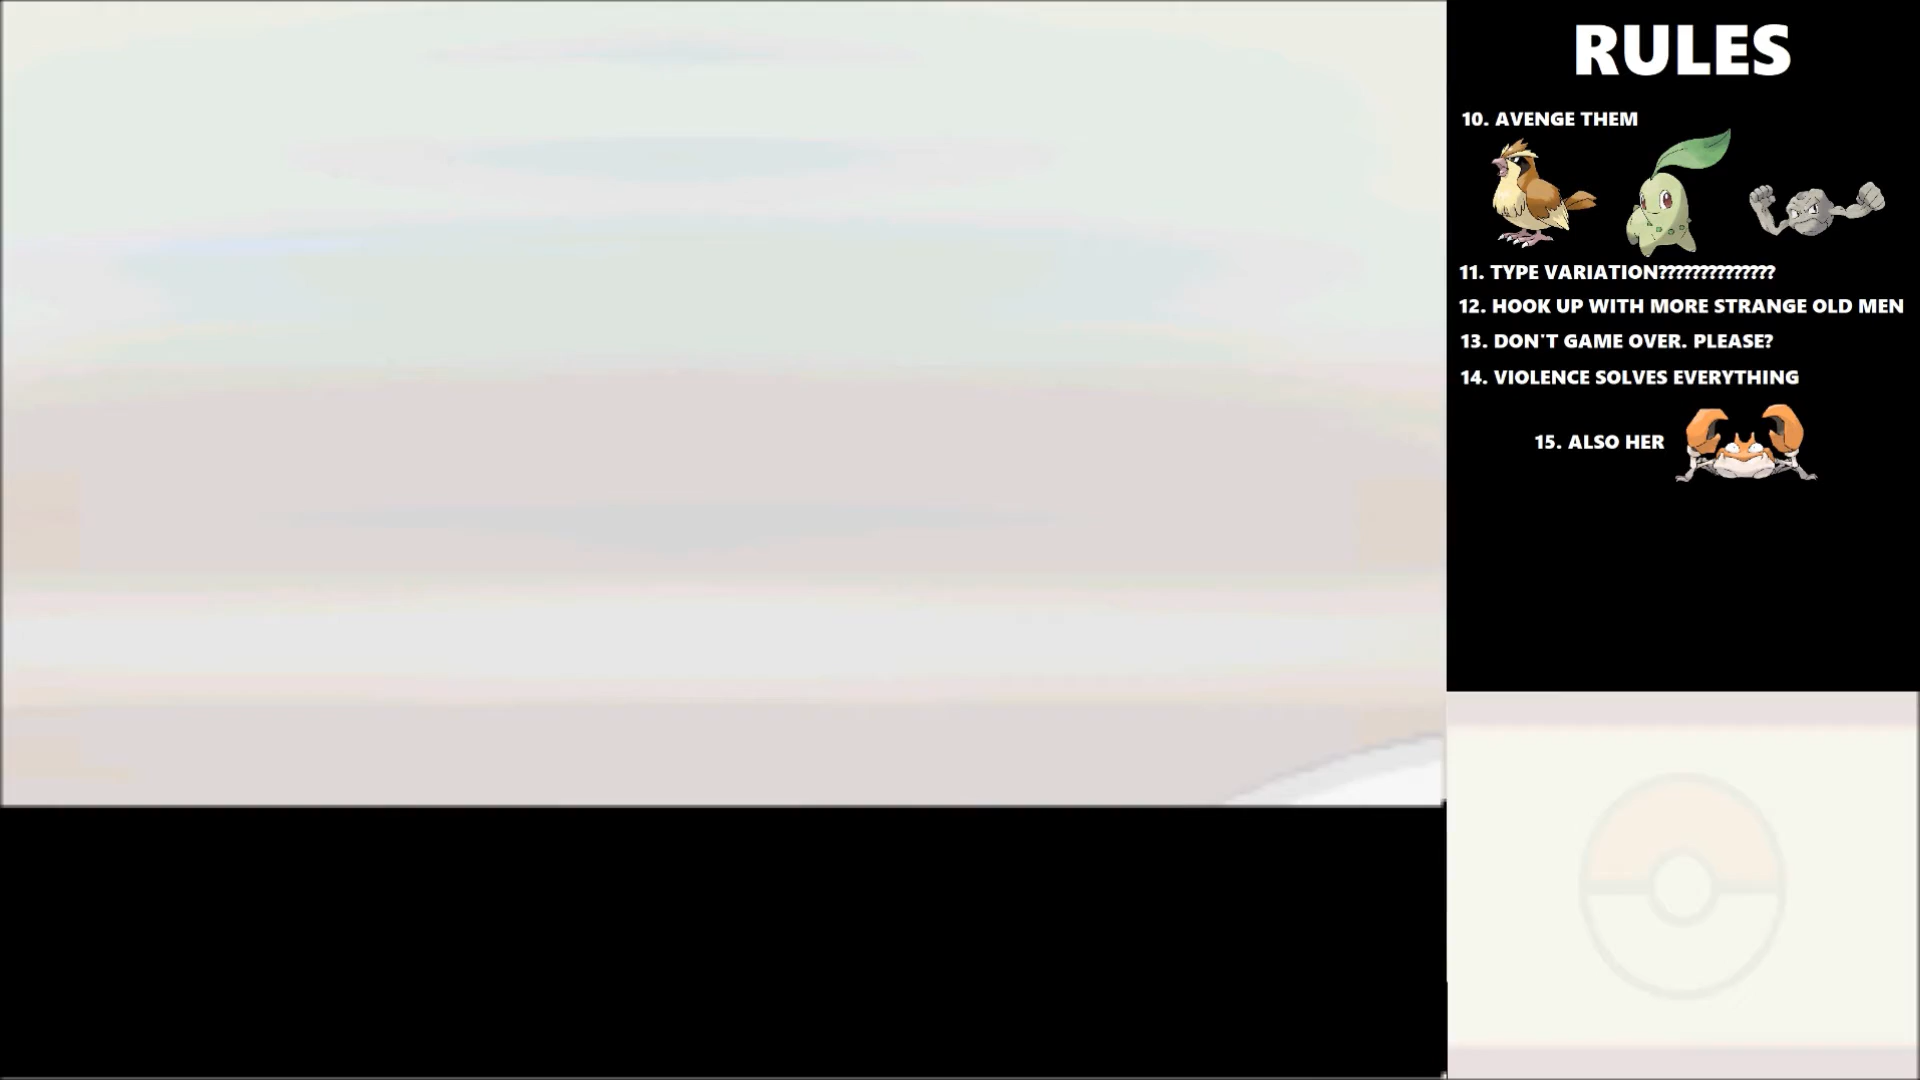 RULES
10. AVENGE THEM
11. TYPE VARIATION??????????????
12. HOOK UP WITH MORE STRANGE OLD MEN
13. DON'T GAME OVER. PLEASE?
14. VIOLENCE SOLVES EVERYTHING
15. ALSO HER